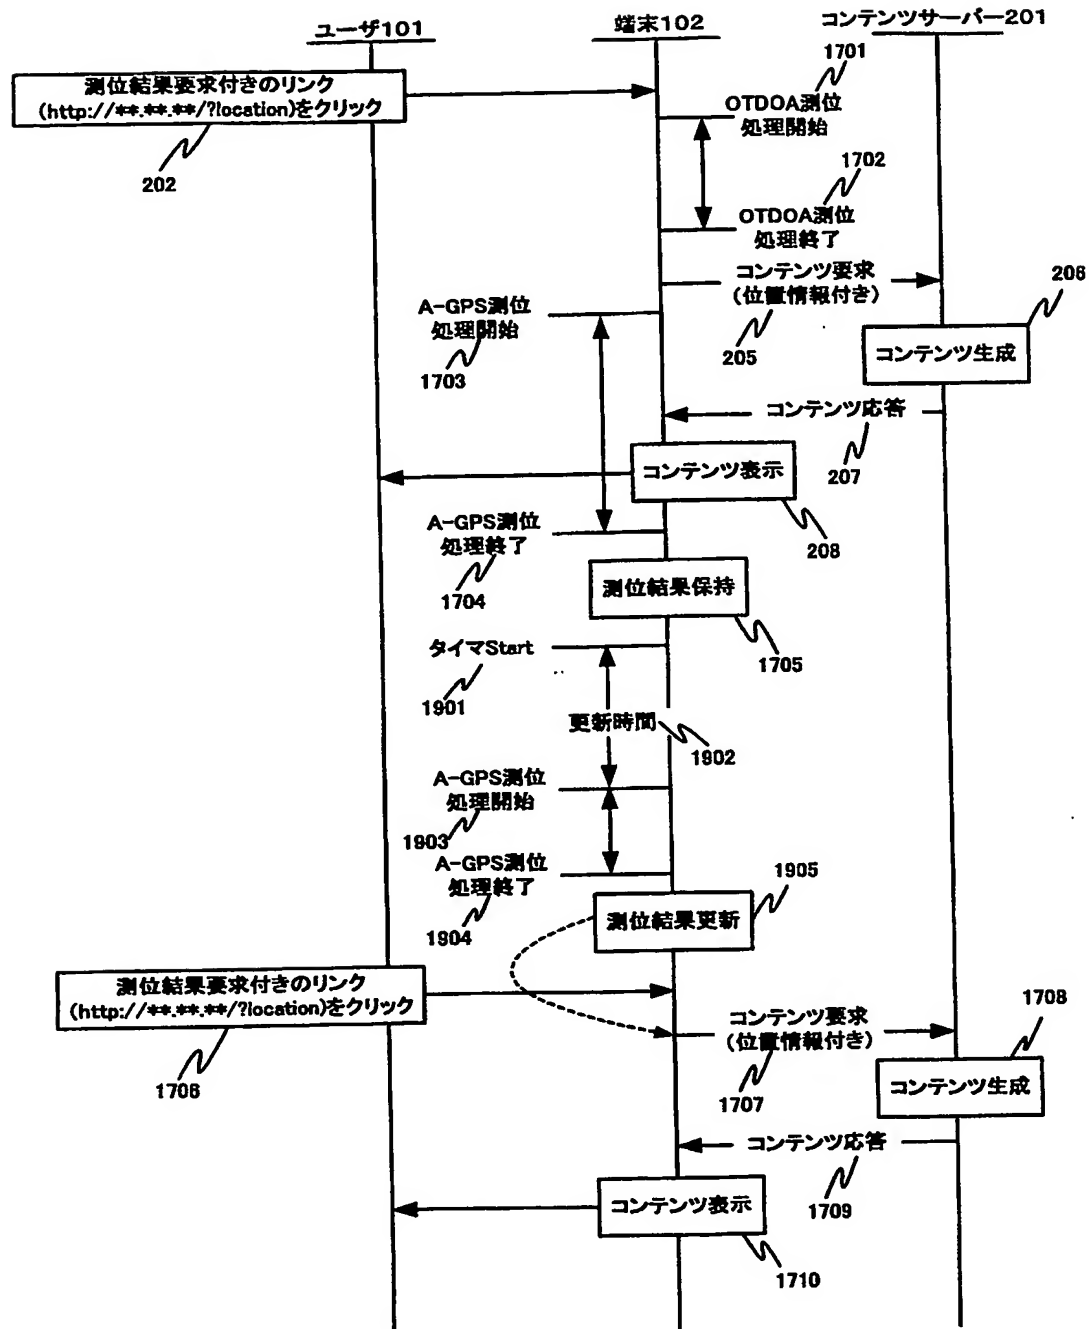 ユーザ101
端末102
コンテンツサーバー201
測位結果要求付きのリンク
(http://**.**.**/?location)をクリック
202
1701
OTDOA測位
処理開始
1702
OTDOA測位
処理終了
コンテンツ要求
(位置情報付き)
205
206
コンテンツ生成
A-GPS測位
処理開始
1703
コンテンツ応答
207
コンテンツ表示
208
A-GPS測位
処理終了
1704
測位結果保持
1705
タイマStart
1901
更新時間
1902
A-GPS測位
処理開始
1903
A-GPS測位
処理終了
1904
1905
測位結果更新
測位結果要求付きのリンク
(http://**.**.**/?location)をクリック
1706
コンテンツ要求
(位置情報付き)
1707
1708
コンテンツ生成
コンテンツ応答
1709
コンテンツ表示
1710